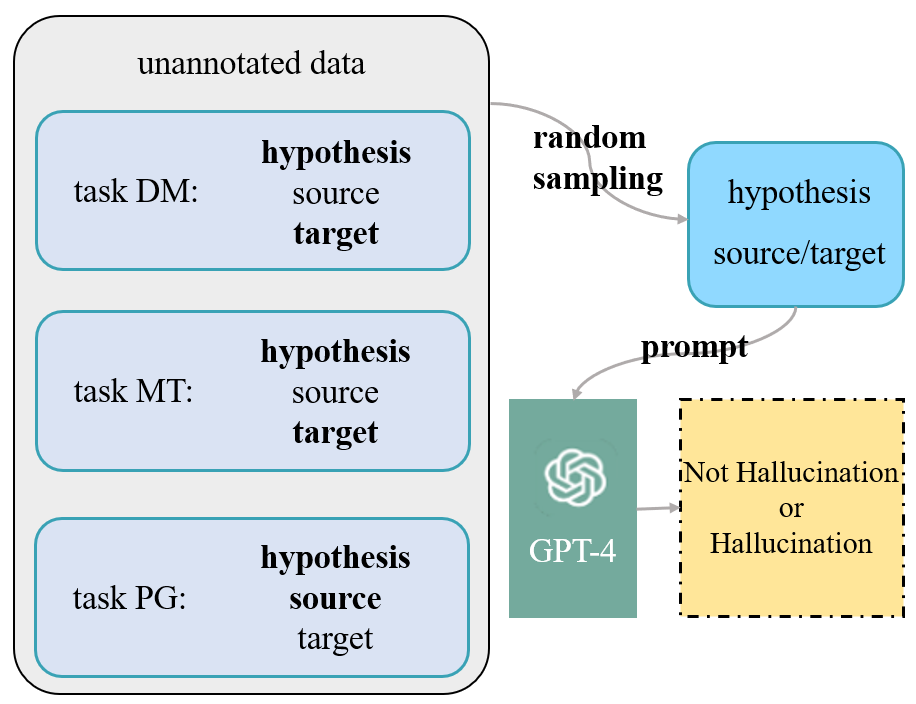 unannotated data
task DM:
hypothesis
source
target
task MT:
hypothesis
source
target
task PG:
hypothesis
source
target
random
sampling
hypothesis
source/target
prompt
GPT-4
Not Hallucination
or
Hallucination